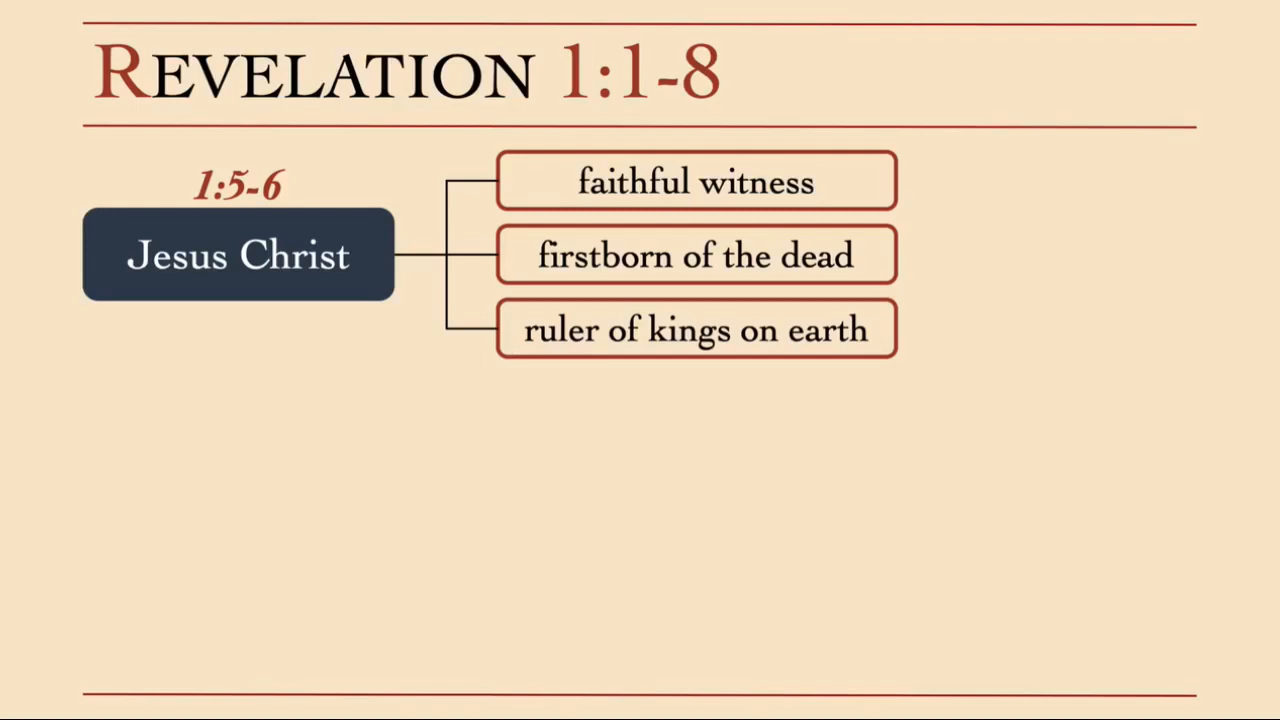 REVELATION 1:1-8
1:5-6
Jesus Christ
faithful witness
firstborn of the dead
ruler of kings on earth